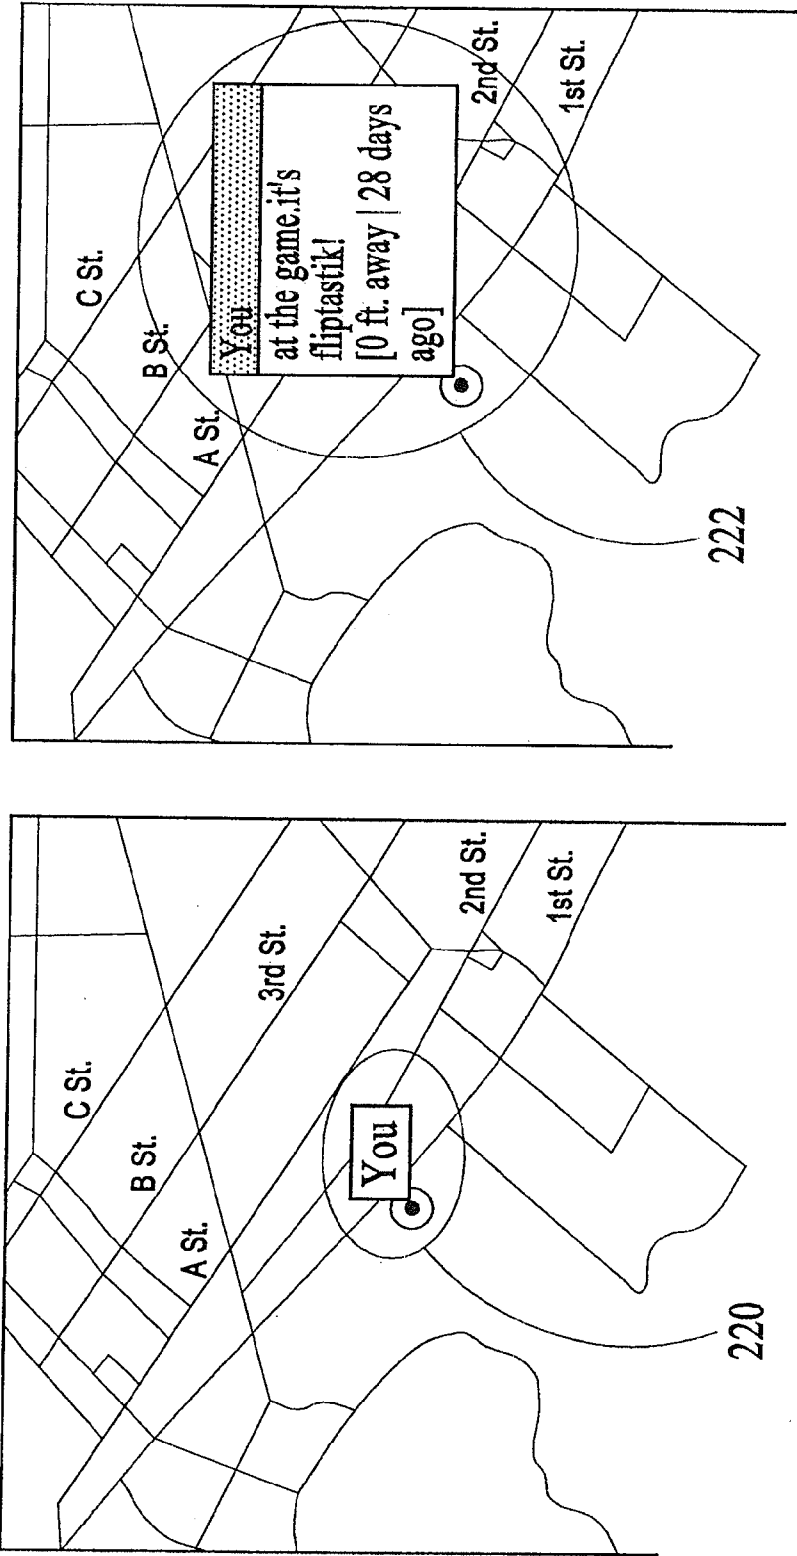 C St.
B St.
A St.
3rd St.
2nd St.
1st St.
You
220
C St.
B St.
A St.
2nd St.
1st St.
You
at the game.it's
fliptastik!
[0 ft. away | 28 days
ago]
222